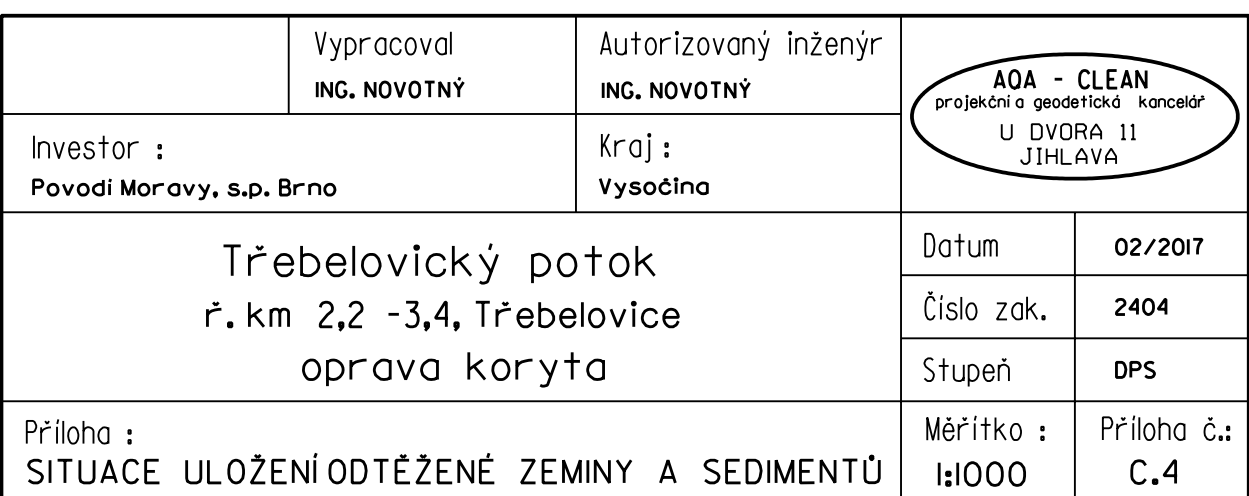 Vypracoval
ING. NOVOTNÝ
Autorizovaný inženýr
ING. NOVOTNÝ
AQA - CLEAN
projekční a geodetická kancelář
U DVORA 11
JIHLAVA
Investor :
Povodí Moravy, s.p. Brno
Kraj :
Vysočina
Třebelovický potok
ř. km 2,2 -3,4, Třebelovice
oprava koryta
Datum
02/2017
Číslo zak.
2404
Stupeň
DPS
Příloha :
SITUACE ULOŽENÍ ODTĚŽENÉ ZEMINY A SEDIMENTŮ
Měřítko :
1:1000
Příloha č.:
C.4